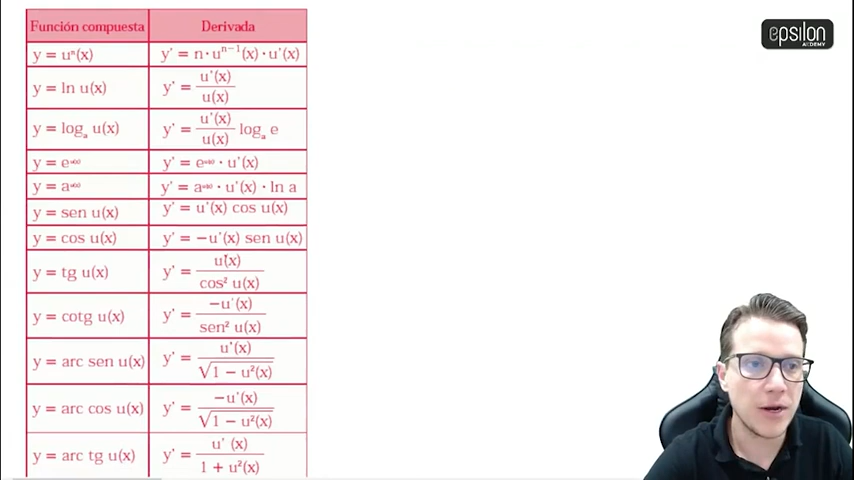 epsilon
ACADEMY
Función compuesta Derivada
y = uⁿ(x) y' = n · uⁿ⁻¹(x) · u'(x)
y = ln u(x) y' = u'(x) / u(x)
y = logₐ u(x) y' = u'(x) / u(x) logₐ e
y = e^u(x) y' = e^u(x) · u'(x)
y = a^u(x) y' = a^u(x) · u'(x) · ln a
y = sen u(x) y' = u'(x) cos u(x)
y = cos u(x) y' = −u'(x) sen u(x)
y = tg u(x) y' = u'(x) / cos² u(x)
y = cotg u(x) y' = −u'(x) / sen² u(x)
y = arc sen u(x) y' = u'(x) / √(1 − u²(x))
y = arc cos u(x) y' = −u'(x) / √(1 − u²(x))
y = arc tg u(x) y' = u' (x) / 1 + u²(x)